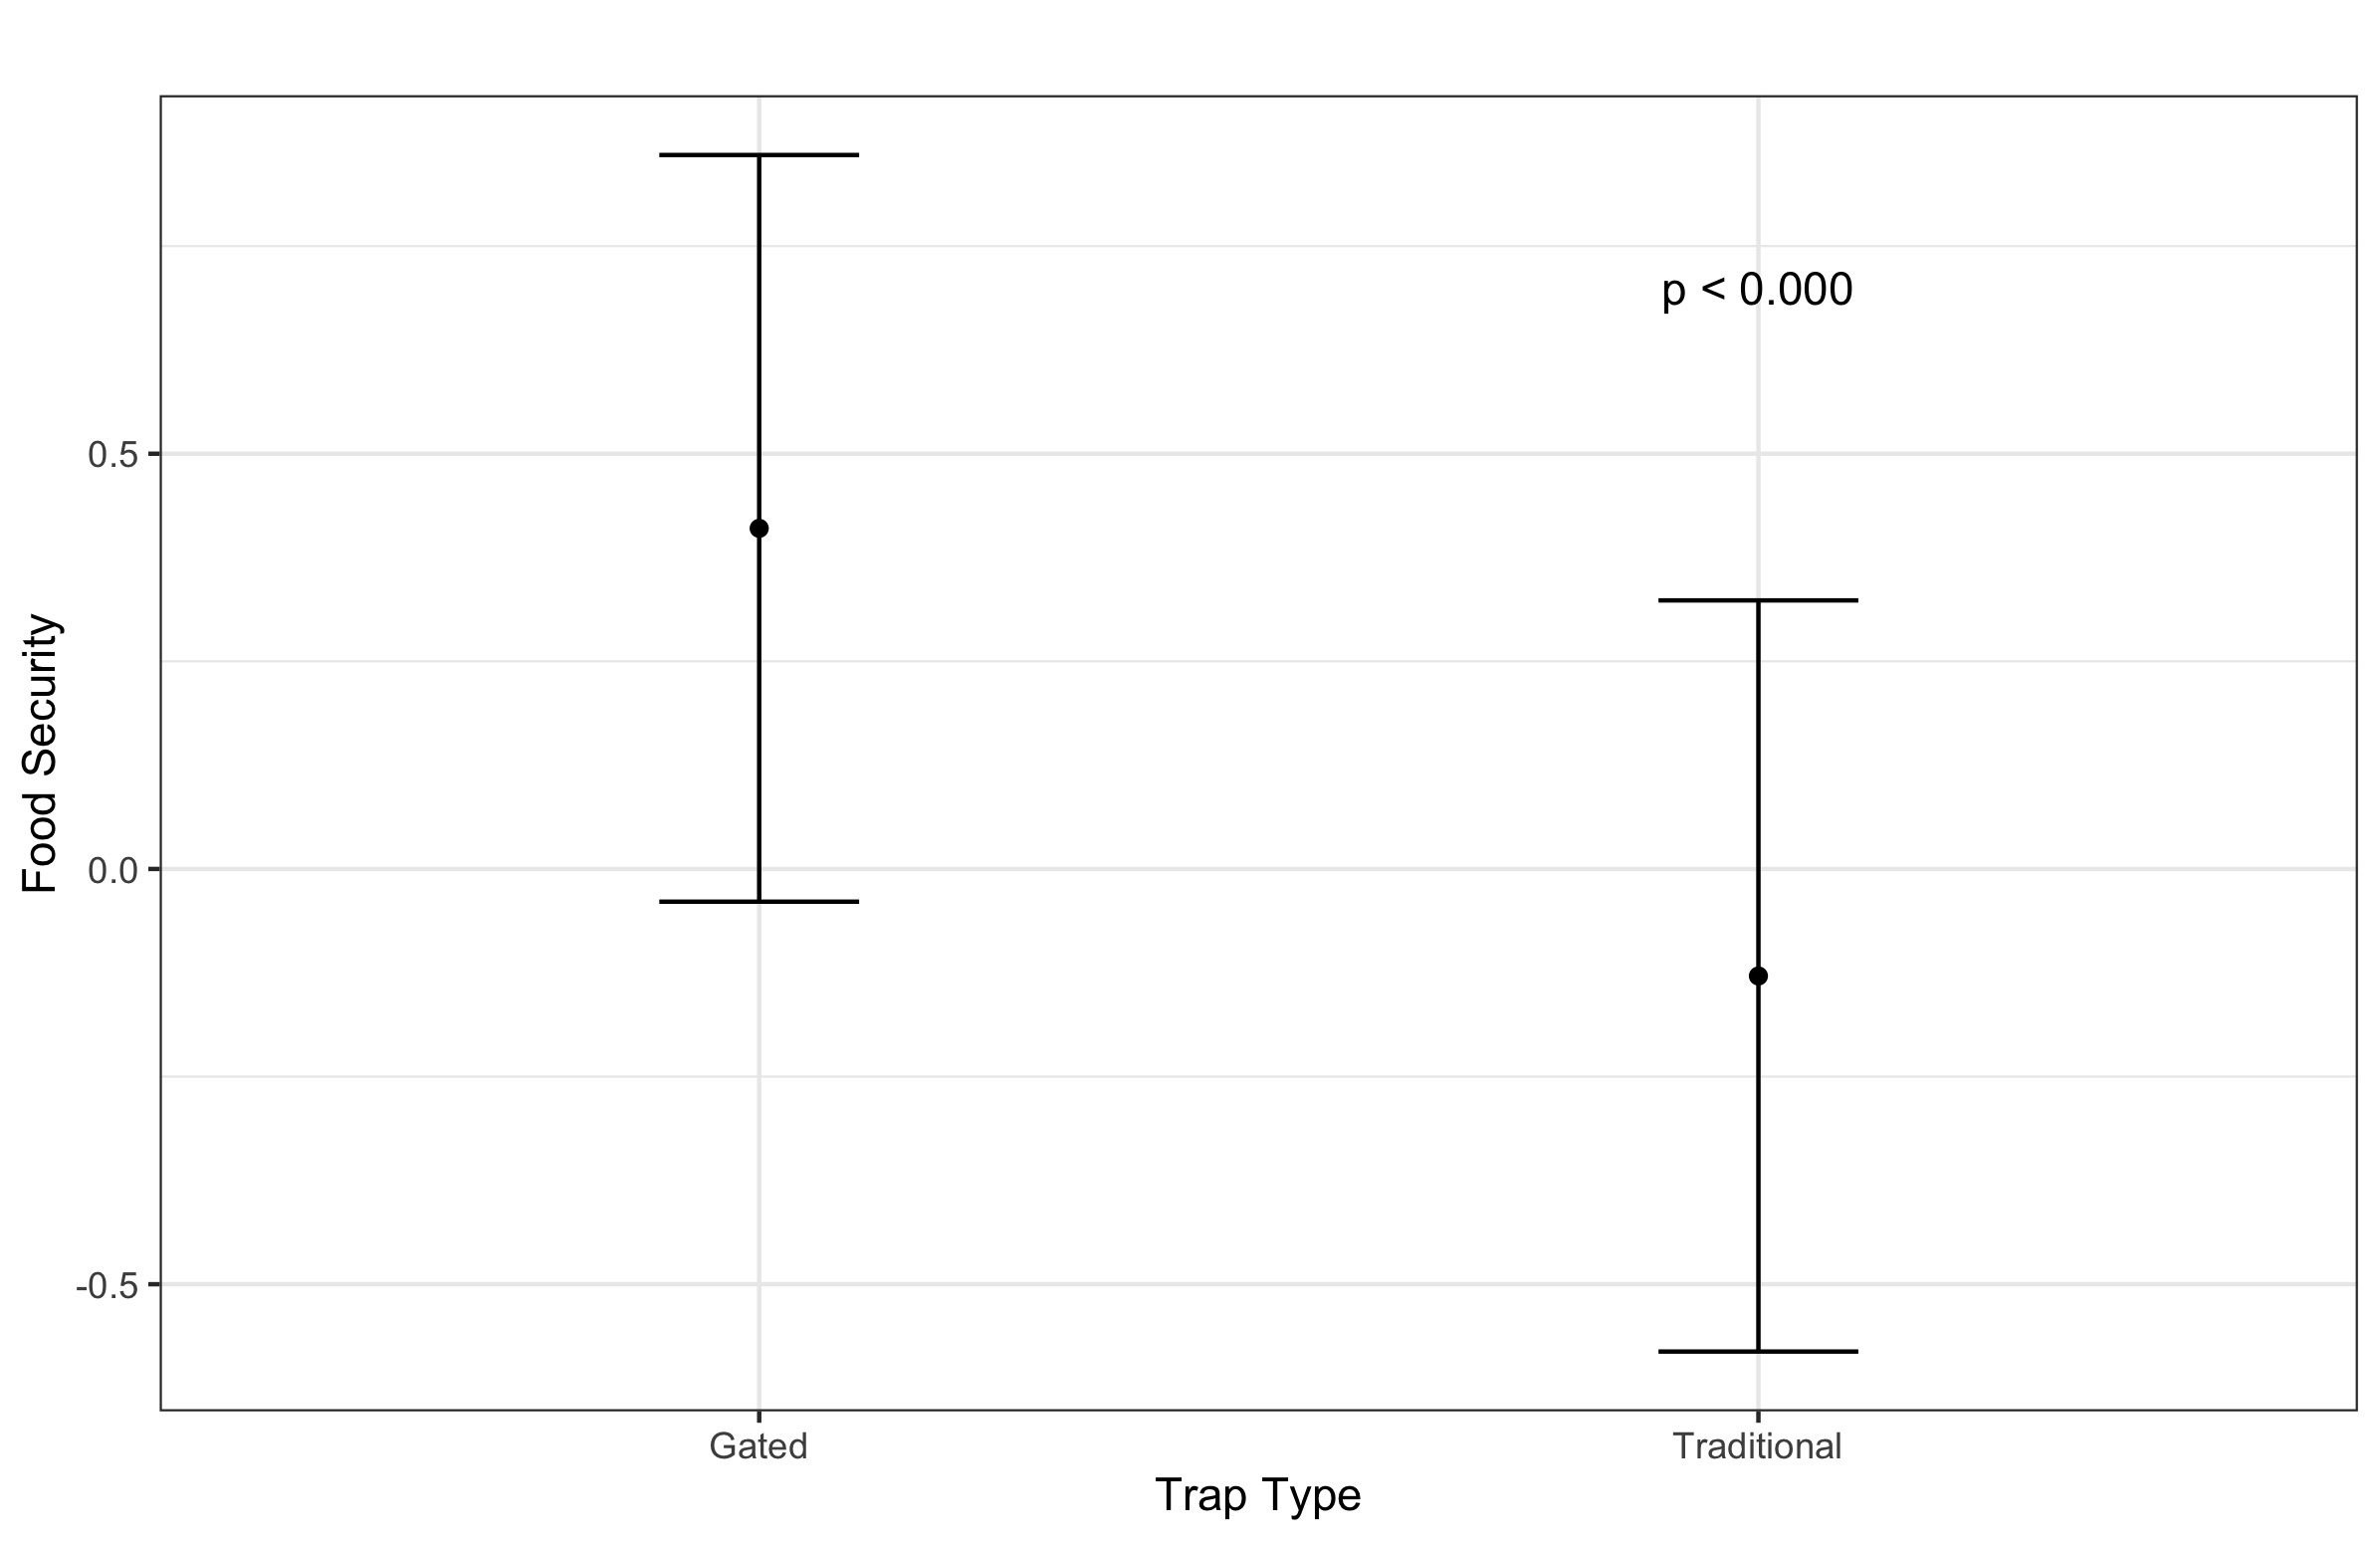 p < 0.000
0.5
0.0
-0.5
Food Security
Gated
Traditional
Trap Type